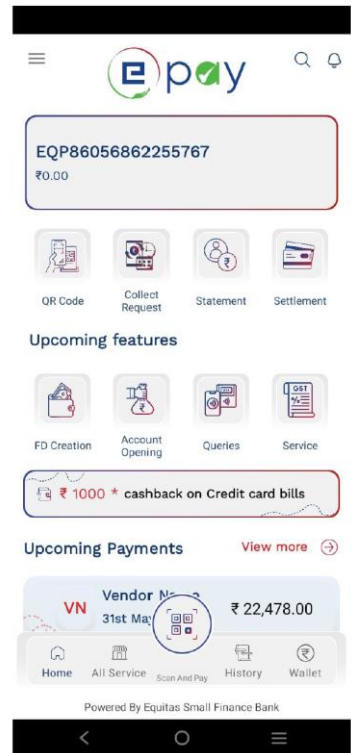 epay
EQP86056862255767
₹0.00
QR Code
Collect
Request
Statement
Settlement
Upcoming features
FD Creation
Account
Opening
Queries
GST
%
Service
₹ 1000 * cashback on Credit card bills
Upcoming Payments
View more
VN
Vendor
31st
₹ 22,478.00
Home
All Service
Scan And Pay
History
Wallet
Powered By Equitas Small Finance Bank